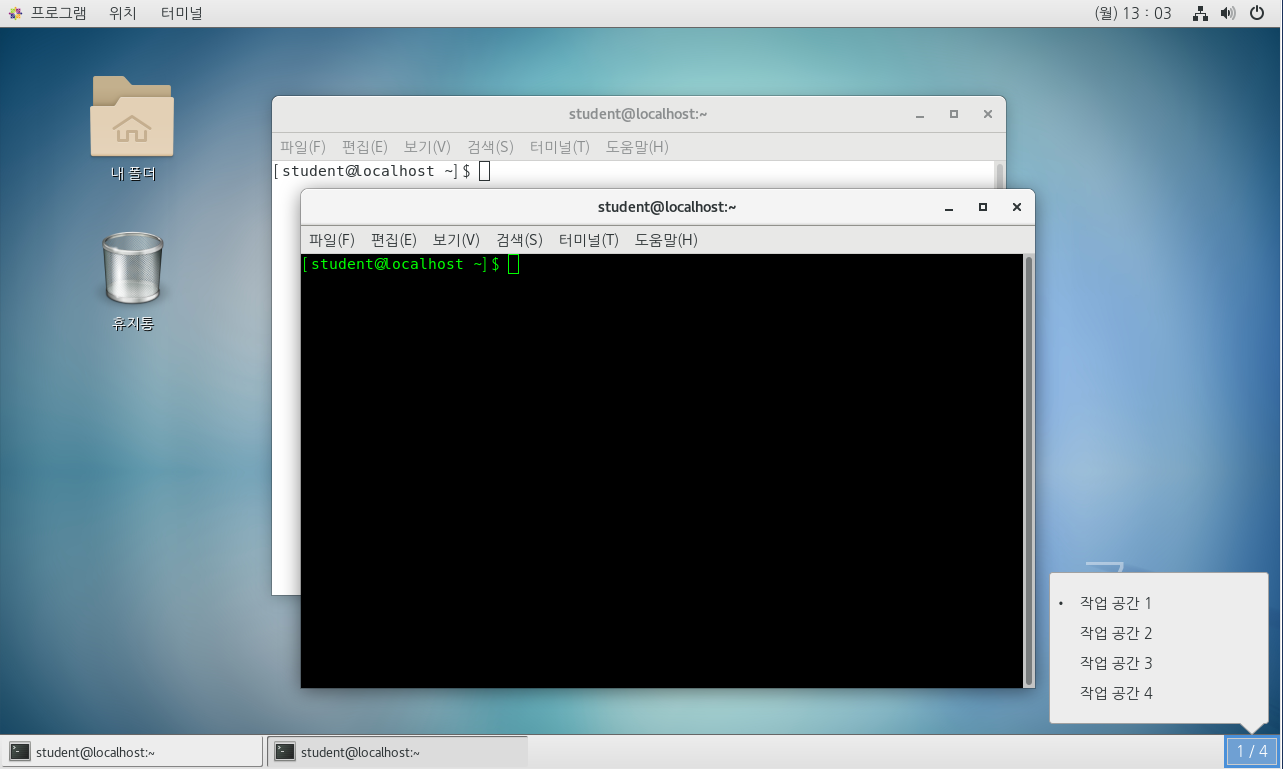 프로그램 위치 터미널 (월) 13 : 03
내 폴더
휴지통
student@localhost:~
파일(F) 편집(E) 보기(V) 검색(S) 터미널(T) 도움말(H)
[student@localhost ~]$
student@localhost:~
파일(F) 편집(E) 보기(V) 검색(S) 터미널(T) 도움말(H)
[student@localhost ~]$
• 작업 공간 1
작업 공간 2
작업 공간 3
작업 공간 4
student@localhost:~ student@localhost:~ 1 / 4